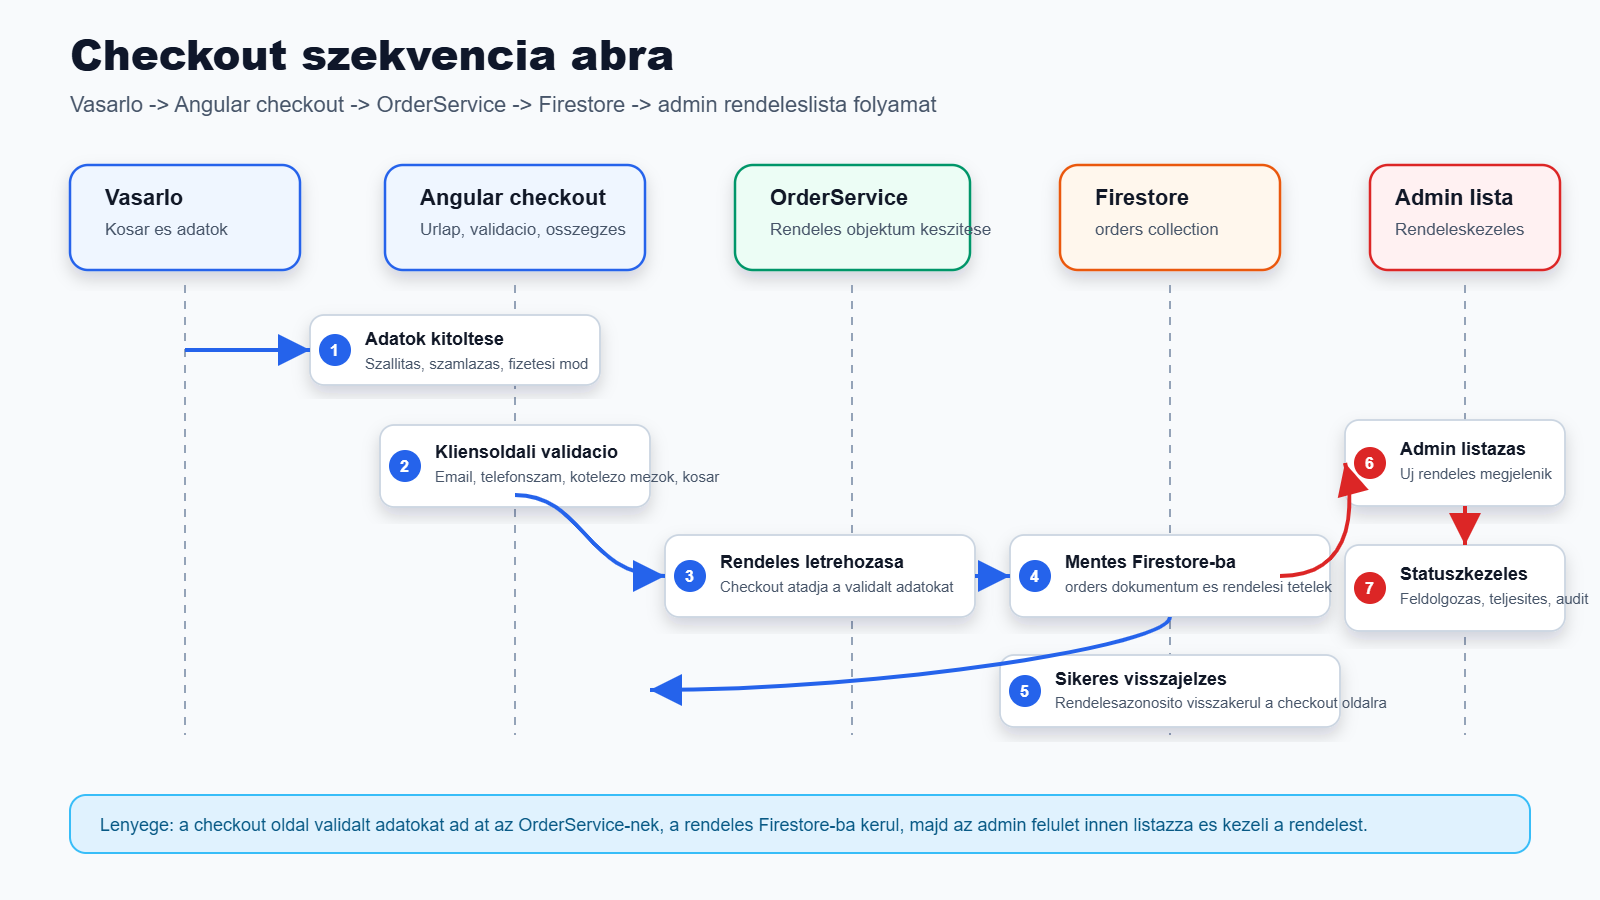 Checkout szekvencia abra
Vasarlo -> Angular checkout -> OrderService -> Firestore -> admin rendeleslista folyamat
Vasarlo
Kosar es adatok
Angular checkout
Urlap, validacio, osszegzes
OrderService
Rendeles objektum keszitese
Firestore
orders collection
Admin lista
Rendeleskezeles
1
Adatok kitoltese
Szallitas, szamlazas, fizetesi mod
2
Kliensoldali validacio
Email, telefonszam, kotelezo mezok, kosar
3
Rendeles letrehozasa
Checkout atadja a validalt adatokat
4
Mentes Firestore-ba
orders dokumentum es rendelesi tetelek
5
Sikeres visszajelzes
Rendelesazonosito visszakerul a checkout oldalra
6
Admin listazas
Uj rendeles megjelenik
7
Statuszkezeles
Feldolgozas, teljesites, audit
Lenyege: a checkout oldal validalt adatokat ad at az OrderService-nek, a rendeles Firestore-ba kerul, majd az admin felulet innen listazza es kezeli a rendelest.